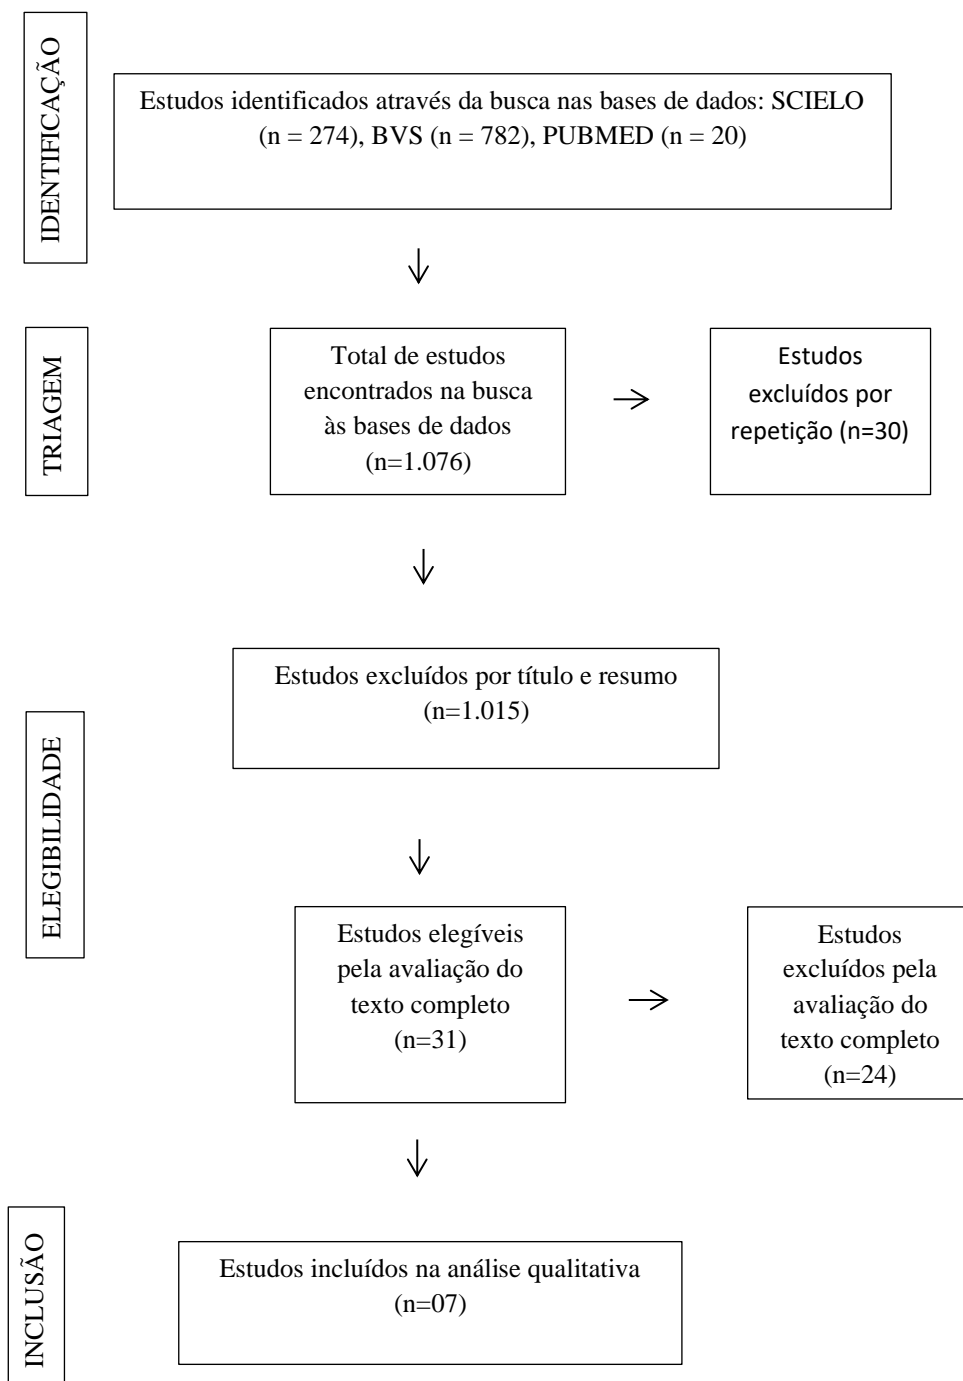 IDENTIFICAÇÃO
Estudos identificados através da busca nas bases de dados: SCIELO
(n = 274), BVS (n = 782), PUBMED (n = 20)
TRIAGEM
Total de estudos
encontrados na busca
às bases de dados
(n=1.076)
Estudos
excluídos por
repetição (n=30)
ELEGIBILIDADE
Estudos excluídos por título e resumo
(n=1.015)
Estudos elegíveis
pela avaliação do
texto completo
(n=31)
Estudos
excluídos pela
avaliação do
texto completo
(n=24)
INCLUSÃO
Estudos incluídos na análise qualitativa
(n=07)